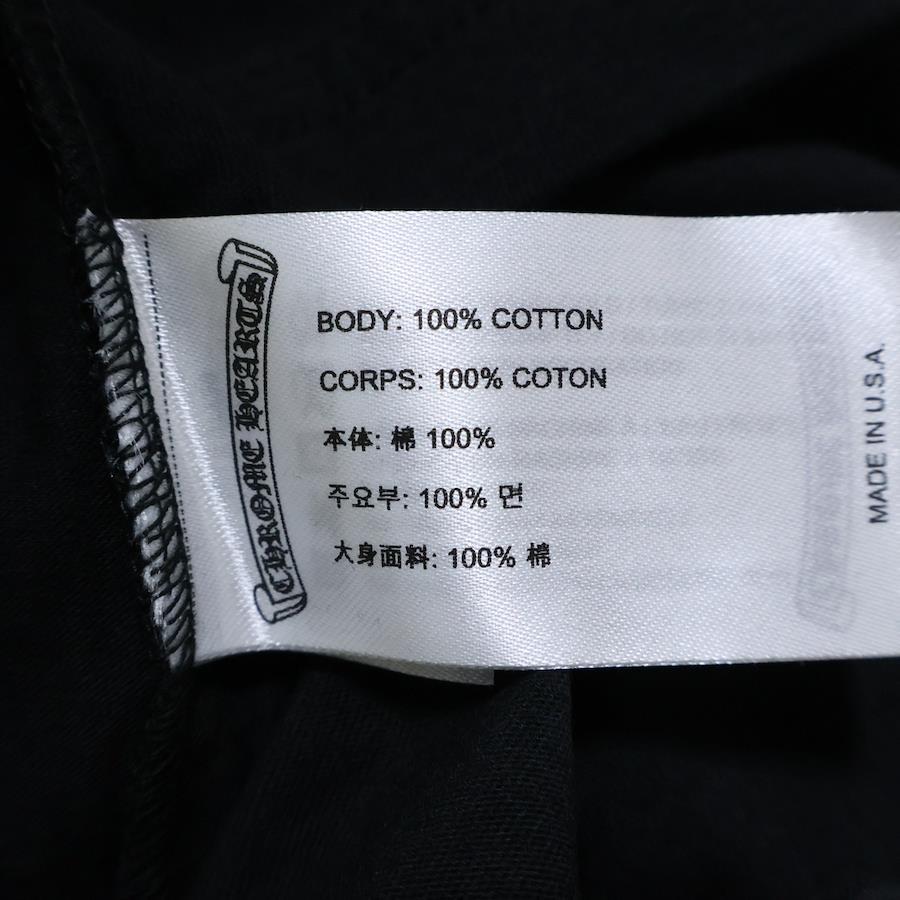 CHROME HEARTS
BODY: 100% COTTON
CORPS: 100% COTON
本体: 棉 100%
주요부: 100% 면
大身面料: 100% 棉
MADE IN U.S.A.